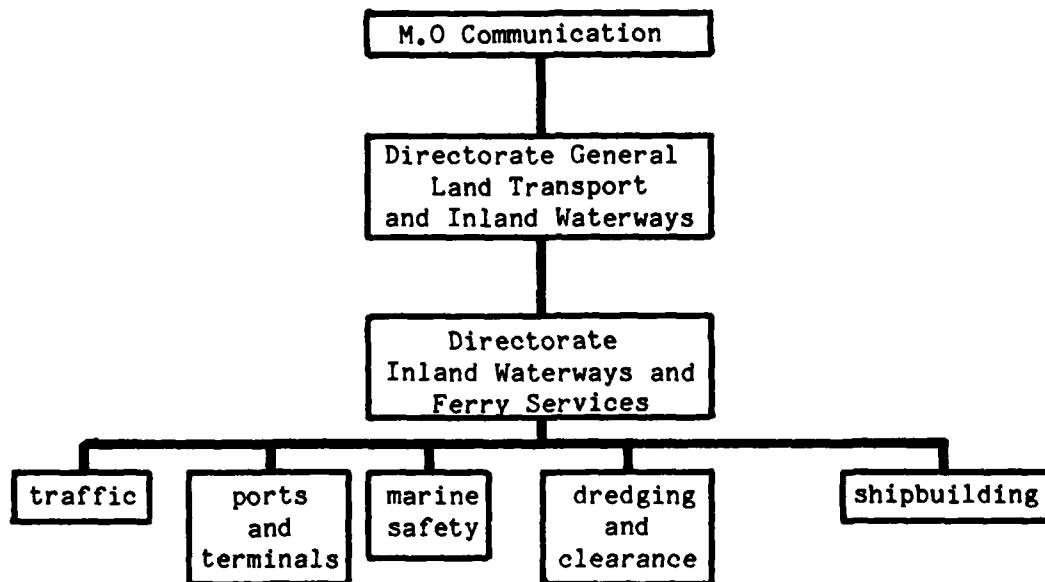 M.O Communication
Directorate General
Land Transport
and Inland Waterways
Directorate
Inland Waterways and
Ferry Services
traffic
ports
and
terminals
marine
safety
dredging
and
clearance
shipbuilding